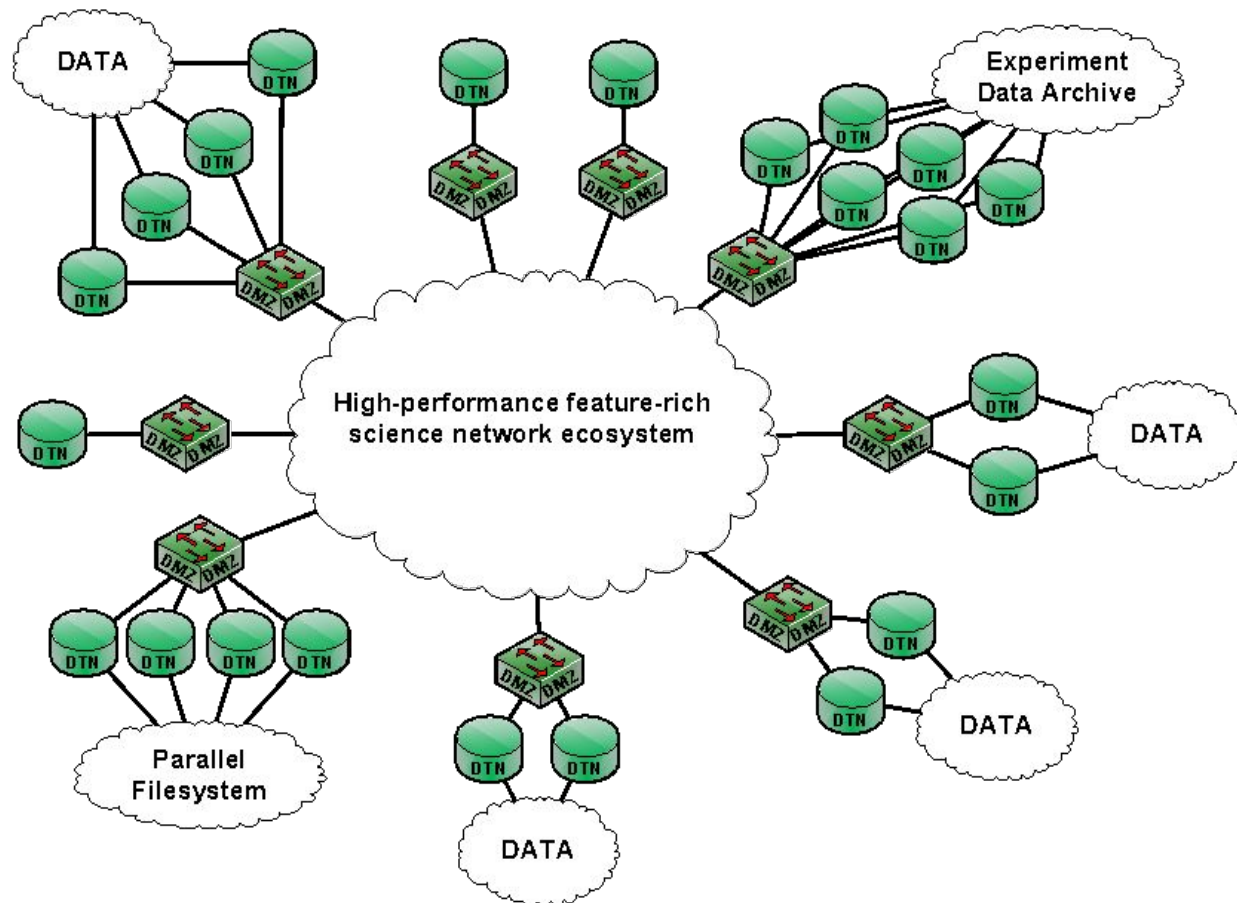 DATA
DTN
DTN
DTN
DTN
DMZ DMZ
DTN
DMZ DMZ
DTN
DMZ DMZ
Experiment
Data Archive
DTN
DTN
DTN
DTN
DTN
DTN
DMZ DMZ
High-performance feature-rich
science network ecosystem
DTN
DMZ DMZ
DMZ DMZ
DTN
DTN
DATA
DMZ DMZ
DTN
DTN
DTN
DTN
Parallel
Filesystem
DMZ DMZ
DTN
DTN
DATA
DMZ DMZ
DTN
DTN
DATA